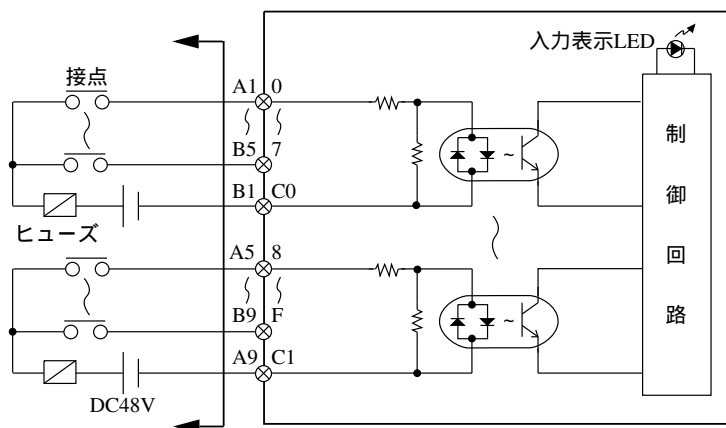 入力表示LED
接点
A1 0
B5 7
B1 C0
ヒューズ
A5 8
B9 F
A9 C1
DC48V
~
~
制御回路